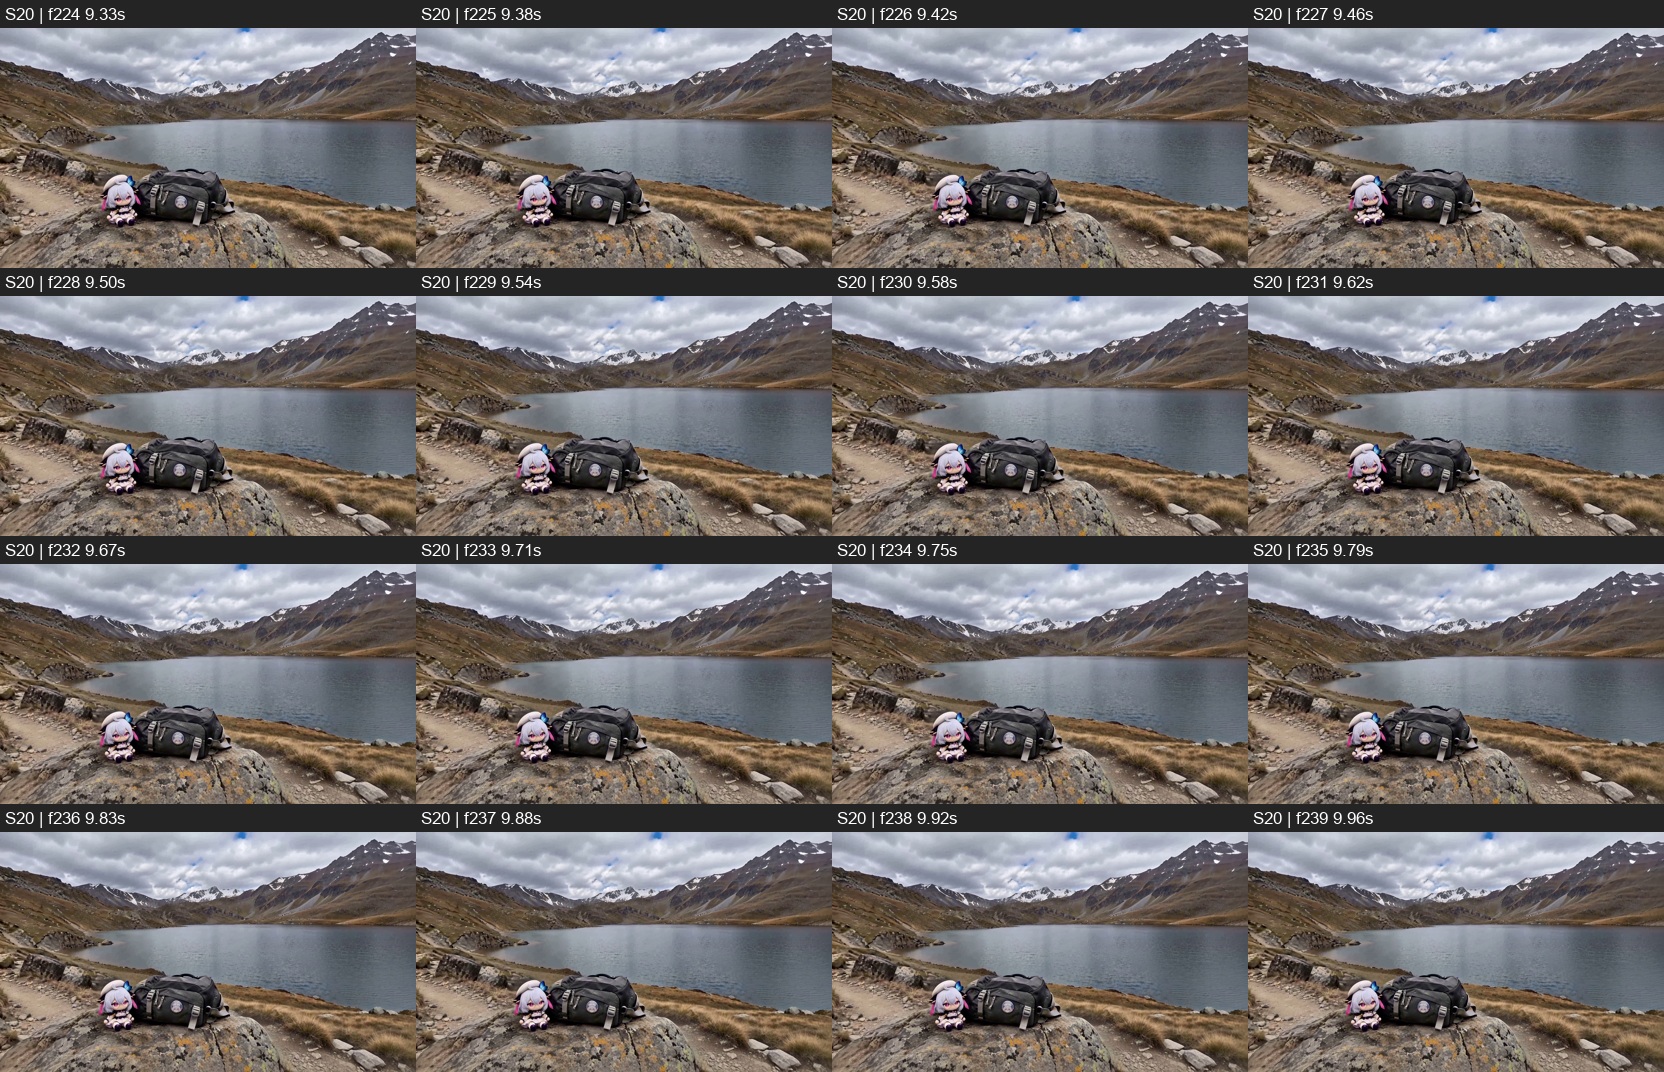 S20 | f224 9.33s
S20 | f225 9.38s
S20 | f226 9.42s
S20 | f227 9.46s
S20 | f228 9.50s
S20 | f229 9.54s
S20 | f230 9.58s
S20 | f231 9.62s
S20 | f232 9.67s
S20 | f233 9.71s
S20 | f234 9.75s
S20 | f235 9.79s
S20 | f236 9.83s
S20 | f237 9.88s
S20 | f238 9.92s
S20 | f239 9.96s